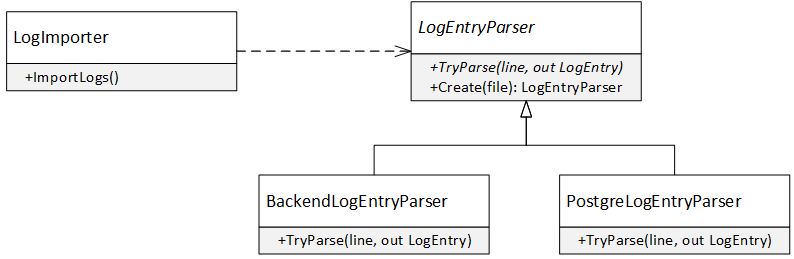 LogImporter
+ImportLogs()
LogEntryParser
+TryParse(line, out LogEntry)
+Create(file): LogEntryParser
BackendLogEntryParser
+TryParse(line, out LogEntry)
PostgreLogEntryParser
+TryParse(line, out LogEntry)